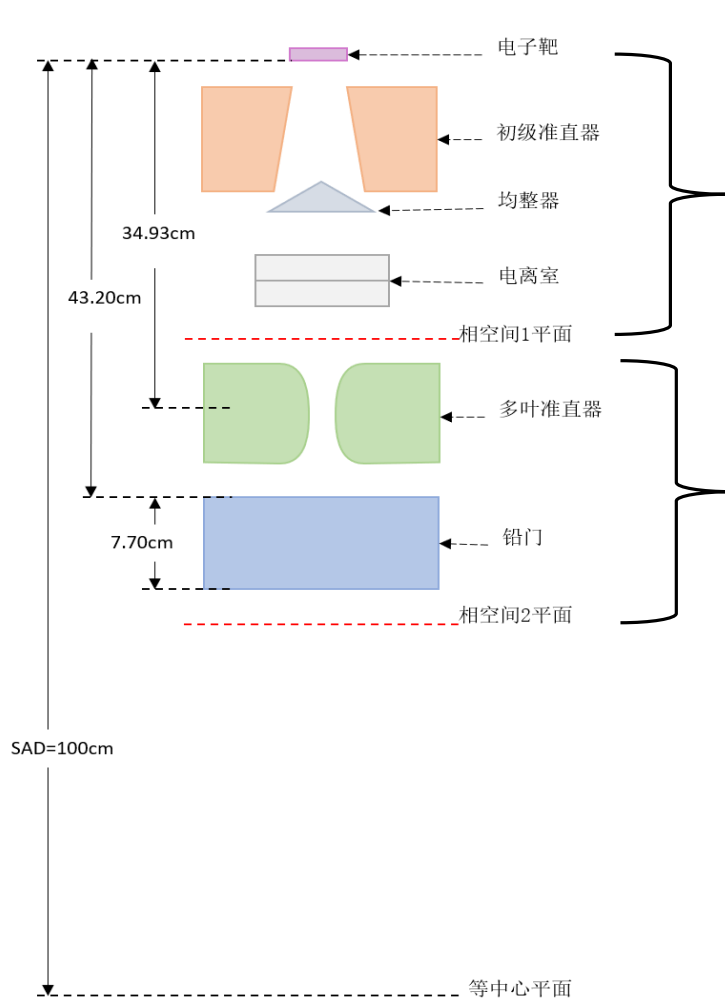 电子靶
初级准直器
均整器
34.93cm
电离室
43.20cm
相空间1平面
多叶准直器
铅门
7.70cm
相空间2平面
SAD=100cm
等中心平面